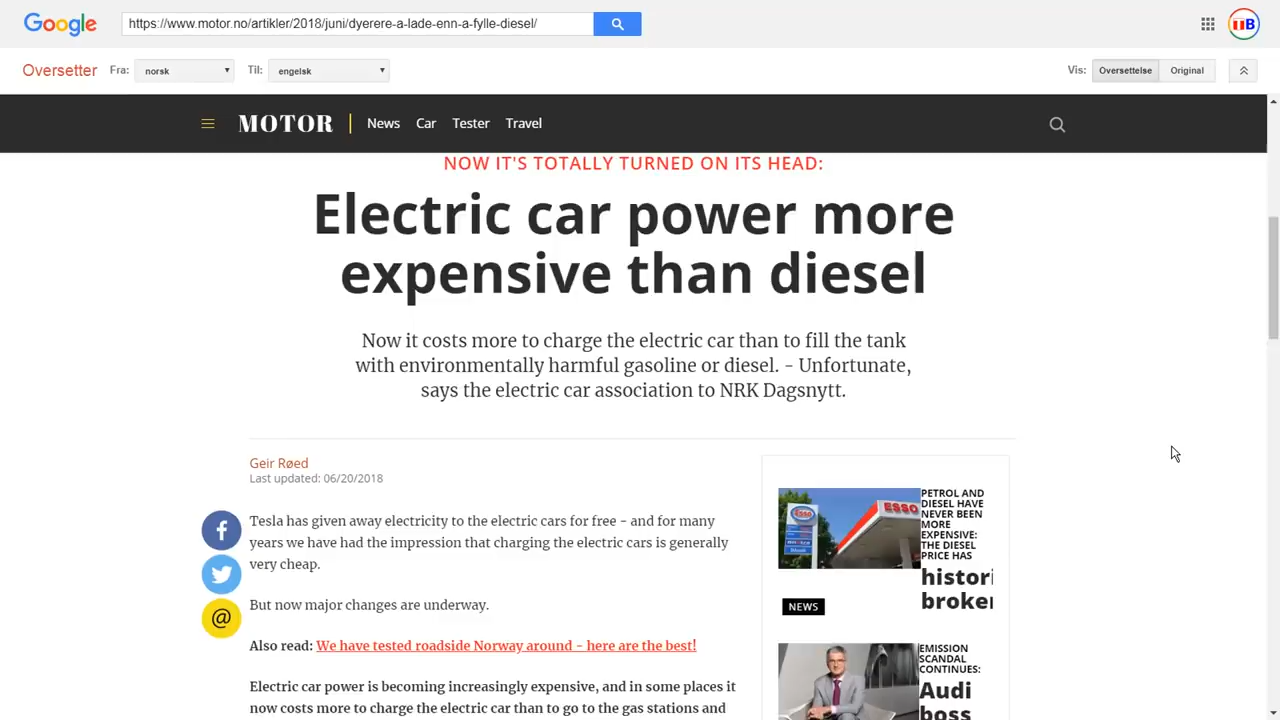 Google
https://www.motor.no/artikler/2018/juni/dyerere-a-lade-enn-a-fylle-diesel/
Oversetter Fra: norsk Til: engelsk Vis: Oversettelse Original
MOTOR News Car Tester Travel
NOW IT'S TOTALLY TURNED ON ITS HEAD:
Electric car power more
expensive than diesel
Now it costs more to charge the electric car than to fill the tank
with environmentally harmful gasoline or diesel. - Unfortunate,
says the electric car association to NRK Dagsnytt.
Geir Røed
Last updated: 06/20/2018
Tesla has given away electricity to the electric cars for free - and for many
years we have had the impression that charging the electric cars is generally
very cheap.
But now major changes are underway.
Also read: We have tested roadside Norway around - here are the best!
Electric car power is becoming increasingly expensive, and in some places it
now costs more to charge the electric car than to go to the gas stations and
Esso
ESSO
PETROL AND
DIESEL HAVE
NEVER BEEN
MORE
EXPENSIVE:
THE DIESEL
PRICE HAS
histori
broken
NEWS
EMISSION
SCANDAL
CONTINUES:
Audi
boss